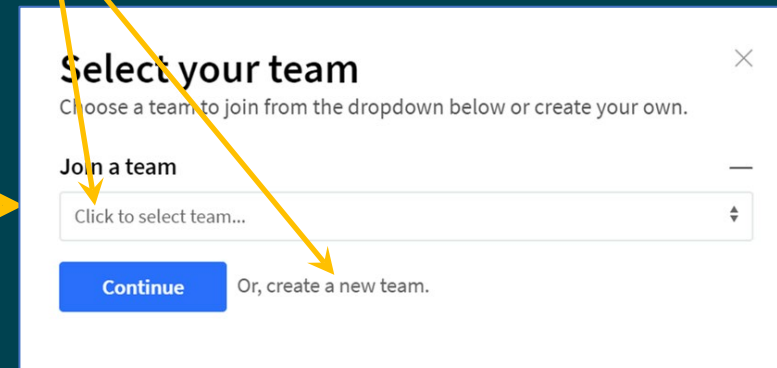 Select your team
Choose a team to join from the dropdown below or create your own.
Join a team
Click to select team...
Continue
Or, create a new team.